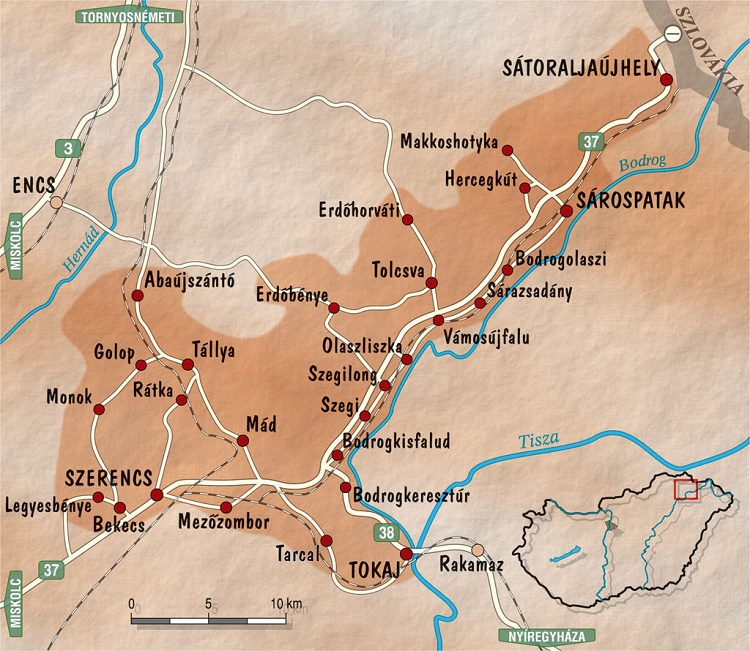 TORNYOSNÉMETI
SZLOVÁKIA
SÁTORALJAÚJHELY
37
Makkoshotyka
3
Bodrog
Hercegkút
ENCS
SÁROSPATAK
Erdőhorváti
MISKOLC
Hernád
Bodrogolaszi
Tolcsva
Abaújszántó
Erdőbénye
Sárazsadány
Vámosújfalu
Olaszliszka
Golop
Tállya
Szegilong
Rátka
Monok
Szegi
Mád
Bodrogkisfalud
Tisza
SZERENCS
Legyesbénye
Bodrogkeresztúr
Bekecs
Mezőzombor
38
Tarcal
TOKAJ
Rakamaz
37
MISKOLC
0 5 10 km
NYÍREGYHÁZA